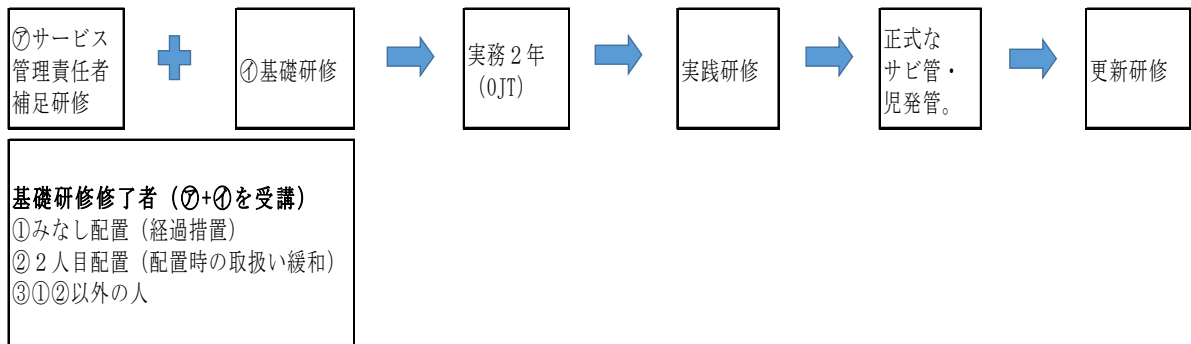 ㋐サービス
管理責任者
補足研修
㋑基礎研修
実務２年
（OJT）
実践研修
正式な
サビ管・
児発管。
更新研修
基礎研修修了者（㋐+㋑を受講）
①みなし配置（経過措置）
②２人目配置（配置時の取扱い緩和）
③①②以外の人